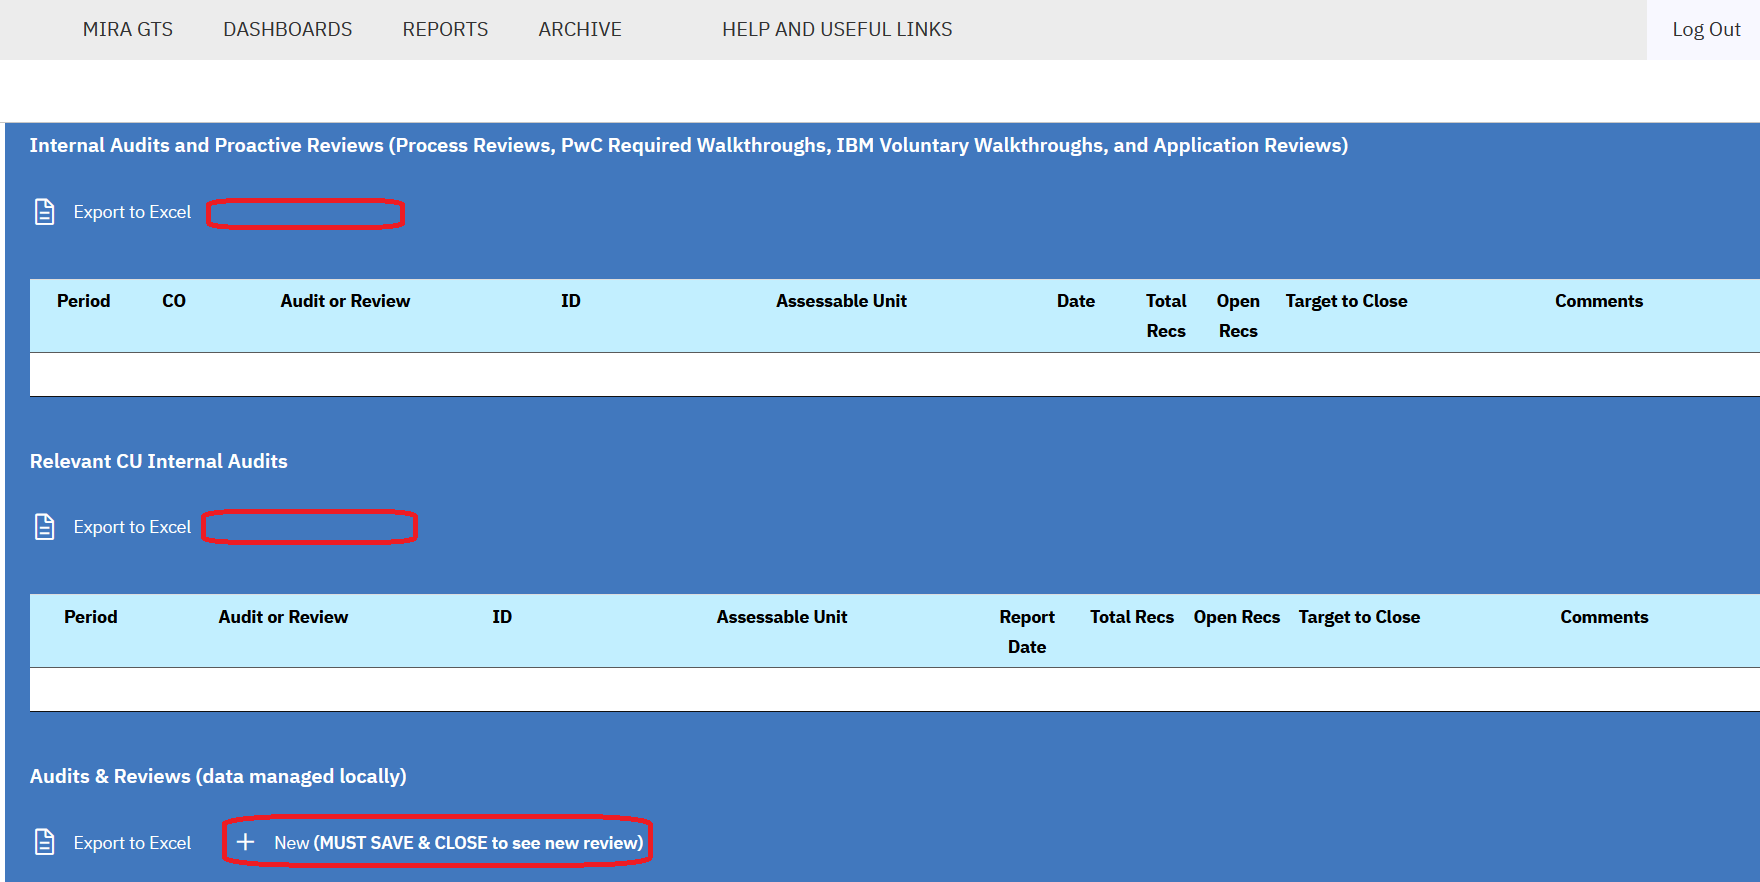 MIRA GTS DASHBOARDS REPORTS ARCHIVE HELP AND USEFUL LINKS Log Out
Internal Audits and Proactive Reviews (Process Reviews, PwC Required Walkthroughs, IBM Voluntary Walkthroughs, and Application Reviews)
Export to Excel
Period CO Audit or Review ID Assessable Unit Date Total Recs Open Recs Target to Close Comments
Relevant CU Internal Audits
Export to Excel
Period Audit or Review ID Assessable Unit Report Date Total Recs Open Recs Target to Close Comments
Audits & Reviews (data managed locally)
Export to Excel + New (MUST SAVE & CLOSE to see new review)